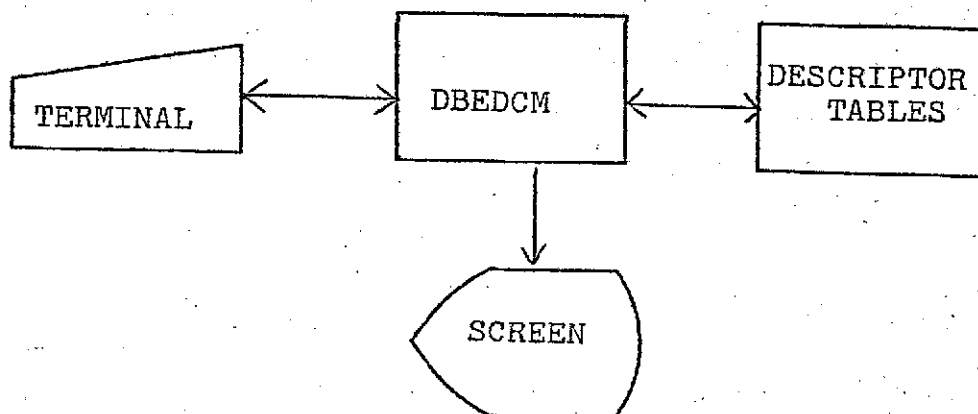 TERMINAL
DBEDCM
DESCRIPTOR
TABLES
SCREEN